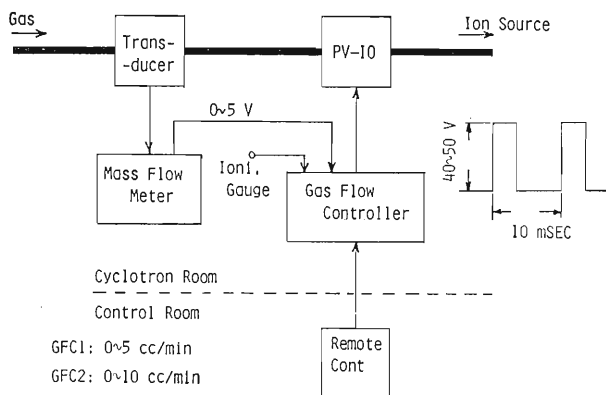 Gas
Ion Source
Trans-
-ducer
PV-10
0~5 V
40~50 V
Mass Flow
Meter
Ioni.
Gauge
Gas Flow
Controller
10 mSEC
Cyclotron Room
Control Room
GFC1: 0~5 cc/min
GFC2: 0~10 cc/min
Remote
Cont